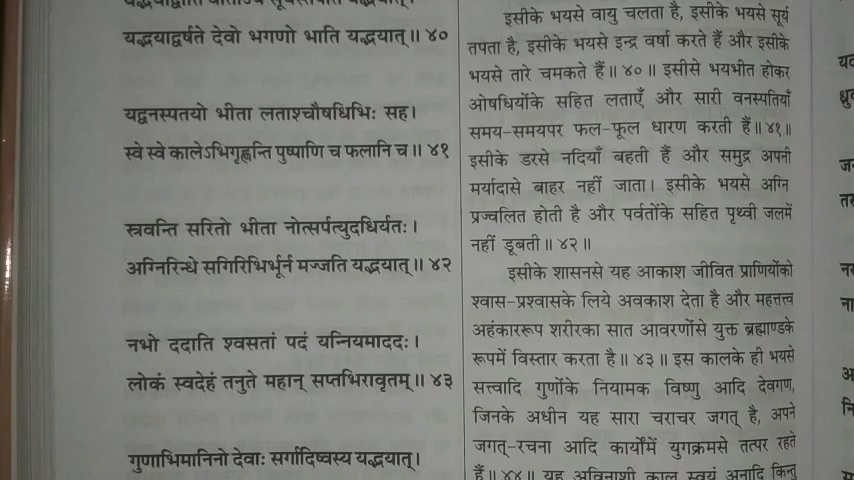 यद्भयाद्वर्षते देवो भगणो भाति यद्भयात्॥ ४०
यद्वनस्पतयो भीता लताश्चौषधिभिः सह।
स्वे स्वे कालेऽभिगृह्णन्ति पुष्पाणि च फलानि च॥ ४१
स्रवन्ति सरितो भीता नोत्सर्पत्युदधिर्यतः।
अग्निरिन्धे सगिरिभिर्भूर्न मज्जति यद्भयात्॥ ४२
नभो ददाति श्वसतां पदं यन्नियमाददः।
लोकं स्वदेहं तनुते महान् सप्तभिरावृतम्॥ ४३
गुणाभिमानिनो देवाः सर्गादिष्वस्य यद्भयात्।
इसीके भयसे वायु चलता है, इसीके भयसे सूर्य
तपता है, इसीके भयसे इन्द्र वर्षा करते हैं और इसीके
भयसे तारे चमकते हैं॥ ४०॥ इसीसे भयभीत होकर
ओषधियोंके सहित लताएँ और सारी वनस्पतियाँ
समय-समयपर फल-फूल धारण करती हैं॥ ४१॥
इसीके डरसे नदियाँ बहती हैं और समुद्र अपनी
मर्यादासे बाहर नहीं जाता। इसीके भयसे अग्नि
प्रज्वलित होती है और पर्वतोंके सहित पृथ्वी जलमें
नहीं डूबती॥ ४२॥
इसीके शासनसे यह आकाश जीवित प्राणियोंको
श्वास-प्रश्वासके लिये अवकाश देता है और महत्तत्त्व
अहंकाररूप शरीरका सात आवरणोंसे युक्त ब्रह्माण्डके
रूपमें विस्तार करता है॥ ४३॥ इस कालके ही भयसे
सत्त्वादि गुणोंके नियामक विष्णु आदि देवगण,
जिनके अधीन यह सारा चराचर जगत् है, अपने
जगत्-रचना आदि कार्योंमें युगक्रमसे तत्पर रहते
हैं॥ ४४॥ यह अविनाशी काल स्वयं अनादि किन्तु